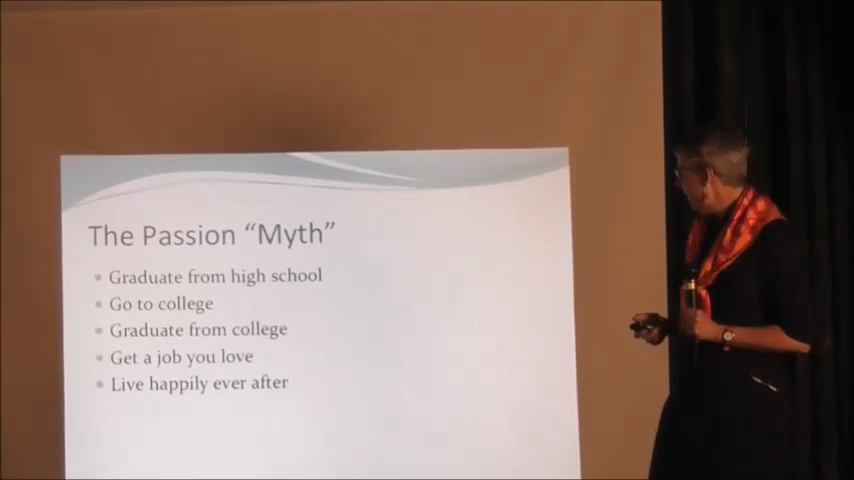 The Passion “Myth”
Graduate from high school
Go to college
Graduate from college
Get a job you love
Live happily ever after